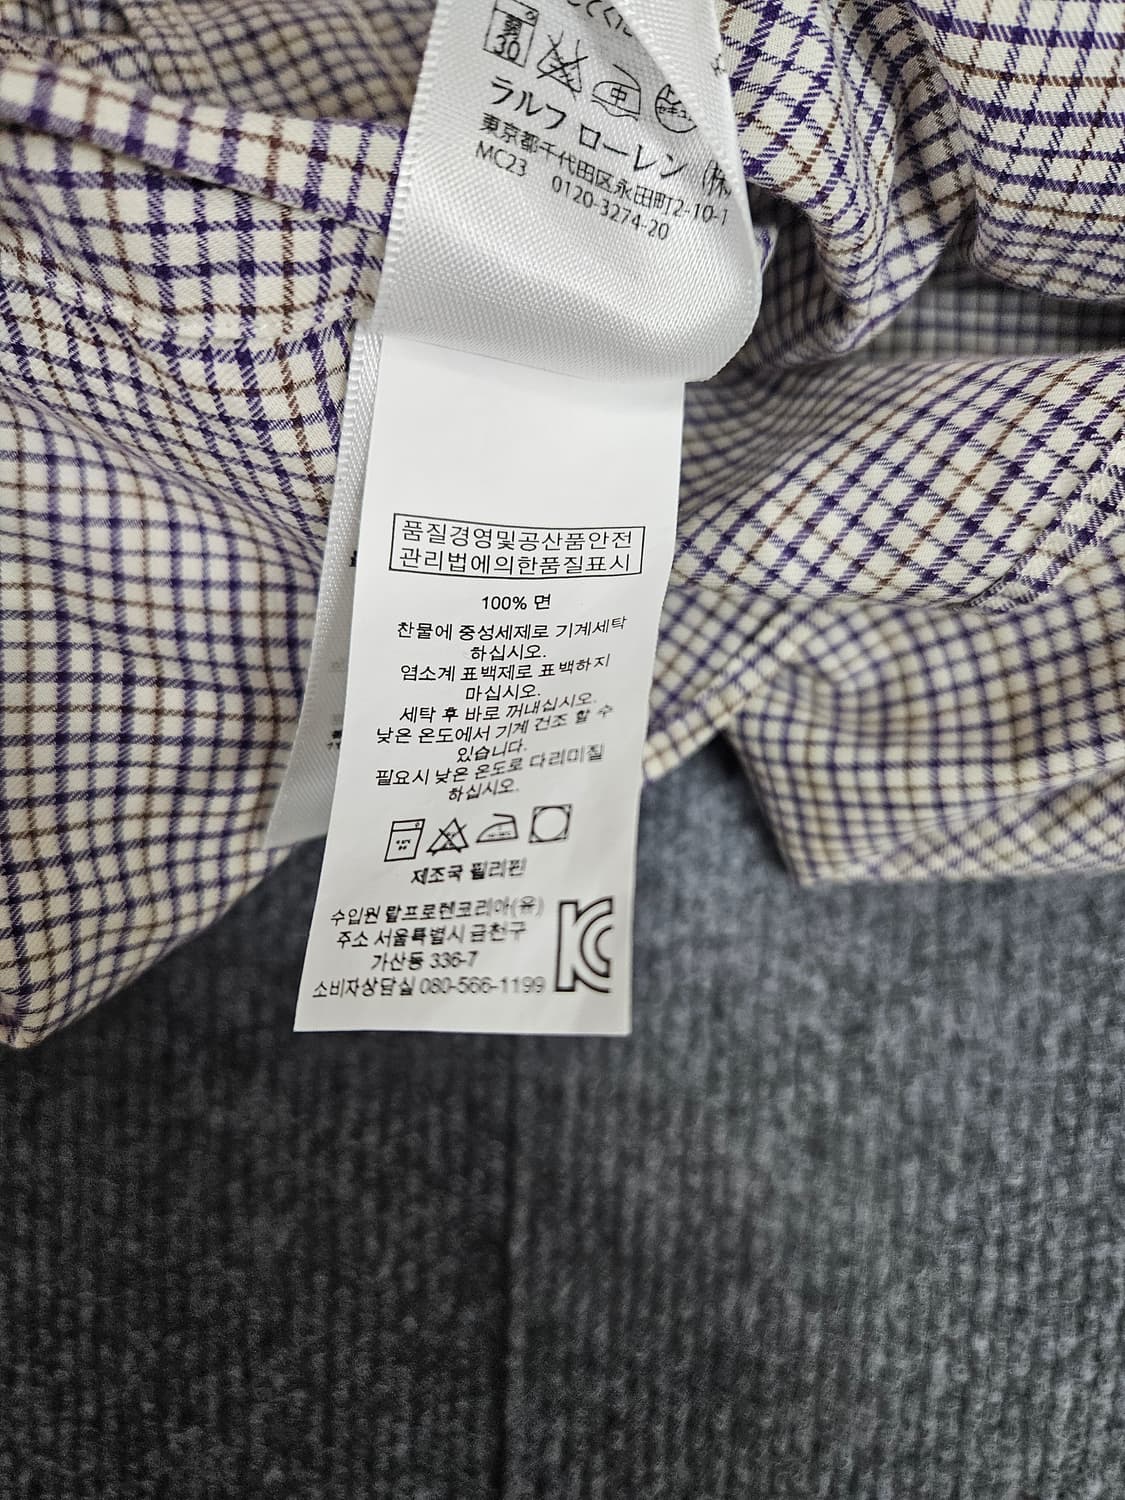 30
ラルフ ローレン (株
東京都千代田区永田町2-10-1
MC23 0120-3274-20
품질경영및공산품안전
관리법에의한품질표시
100% 면
찬물에 중성세제로 기계세탁
하십시오.
염소계 표백제로 표백하지
마십시오.
세탁 후 바로 꺼내십시오.
낮은 온도에서 기계 건조 할 수
있습니다.
필요시 낮은 온도로 다리미질
하십시오.
제조국 필리핀
수입원 랄프로렌코리아(유)
주소 서울특별시 금천구
가산동 336-7
소비자상담실 080-566-1199